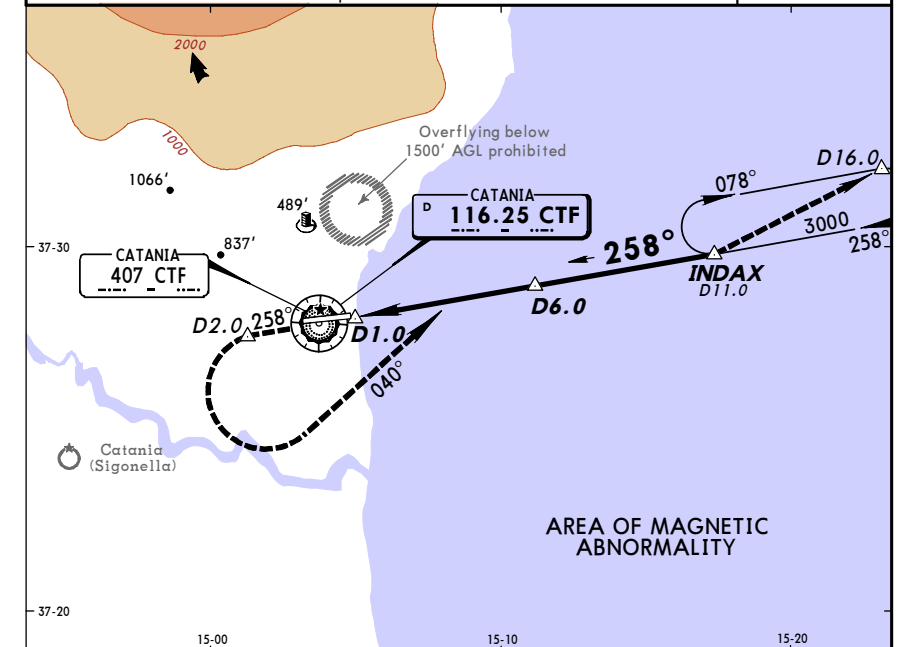 2000
1000
Overflying below
1500' AGL prohibited
1066'
489'
837'
CATANIA
D 116.25 CTF
CATANIA
407 CTF
D16.0
078°
3000
258°
258°
INDAX
D11.0
D6.0
D1.0
D2.0
258°
040°
37-30
Catania
(Sigonella)
AREA OF MAGNETIC
ABNORMALITY
37-20
15-00
15-10
15-20